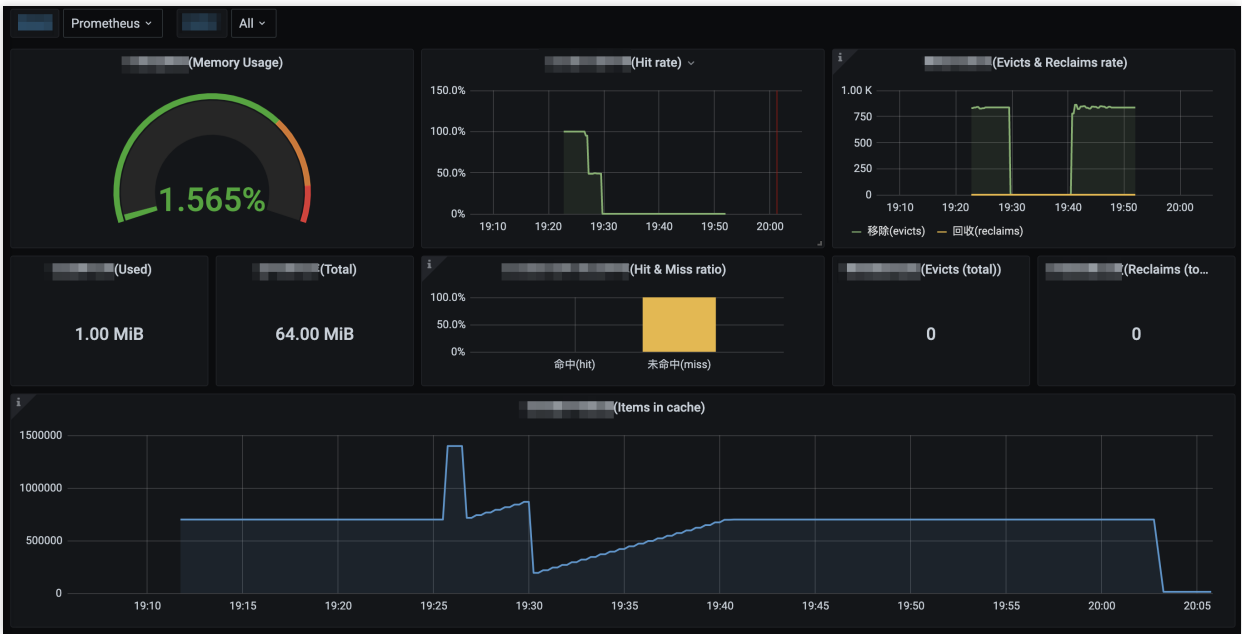 Prometheus
All
(Memory Usage)
1.565%
(Hit rate)
150.0%
100.0%
50.0%
0%
19:10 19:20 19:30 19:40 19:50 20:00
(Evicts & Reclaims rate)
1.00 K
750
500
250
0
19:10 19:20 19:30 19:40 19:50 20:00
移除(evicts) 回收(reclaims)
(Used)
1.00 MiB
(Total)
64.00 MiB
(Hit & Miss ratio)
100.0%
50.0%
0%
命中(hit) 未命中(miss)
(Evicts (total))
0
(Reclaims (to...
0
(Items in cache)
1500000
1000000
500000
0
19:10 19:15 19:20 19:25 19:30 19:35 19:40 19:45 19:50 19:55 20:00 20:05